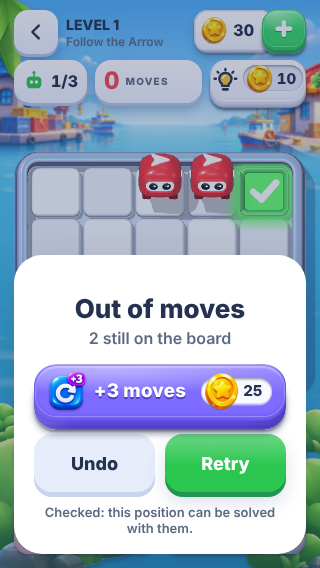 LEVEL 1
Follow the Arrow
30
+
1/3
0 MOVES
10
Out of moves
2 still on the board
+3
+3 moves
25
Undo
Retry
Checked: this position can be solved
with them.